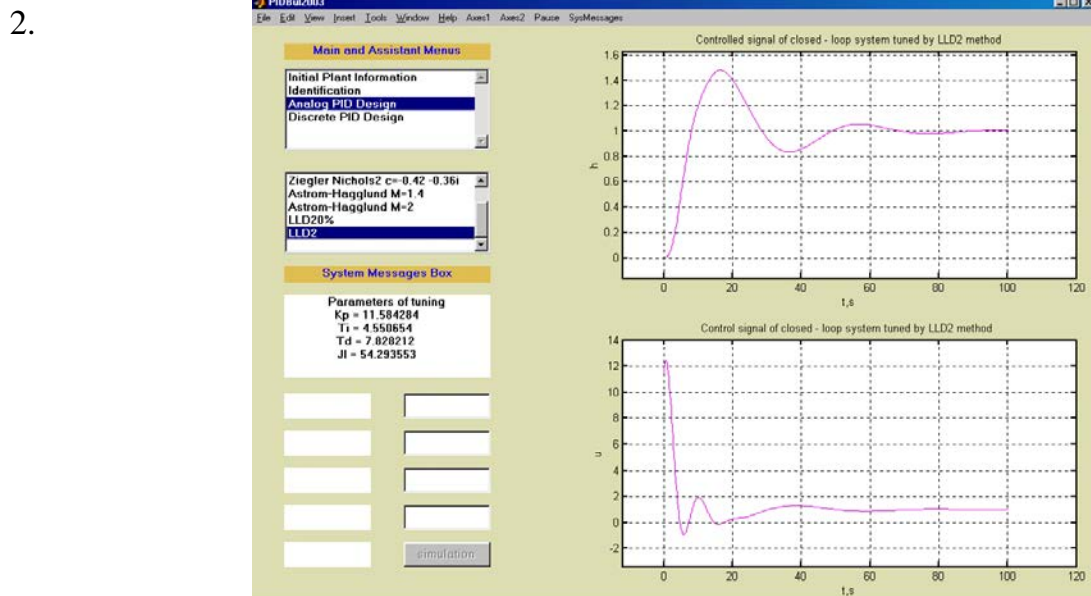 2.
PIDGui2003
File Edit View Insert Tools Window Help Axes1 Axes2 Pause SysMessages
Main and Assistant Menus
Initial Plant Information
Identification
Analog PID Design
Discrete PID Design
Ziegler Nichols2 c=-0.42 -0.36i
Astrom-Hagglund M=1.4
Astrom-Hagglund M=2
LLD20%
LLD2
System Messages Box
Parameters of tuning
Kp = 11.584284
Ti = 4.550654
Td = 7.828212
JI = 54.293553
simulation
Controlled signal of closed - loop system tuned by LLD2 method
1.6
1.4
1.2
1
0.8
h
0.6
0.4
0.2
0
0 20 40 60 80 100 120
t,s
Control signal of closed - loop system tuned by LLD2 method
14
12
10
8
6
u
4
2
0
-2
0 20 40 60 80 100 120
t,s